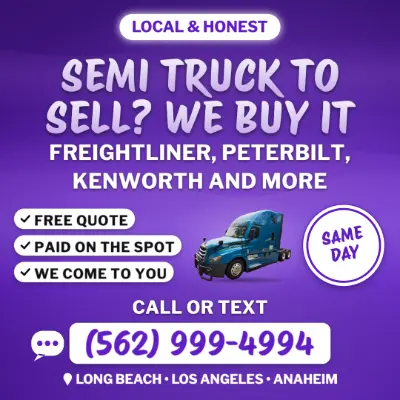 LOCAL & HONEST
SEMI TRUCK TO
SELL? WE BUY IT
FREIGHTLINER, PETERBILT,
KENWORTH AND MORE
FREE QUOTE
PAID ON THE SPOT
WE COME TO YOU
SAME
DAY
CALL OR TEXT
(562) 999-4994
LONG BEACH • LOS ANGELES • ANAHEIM